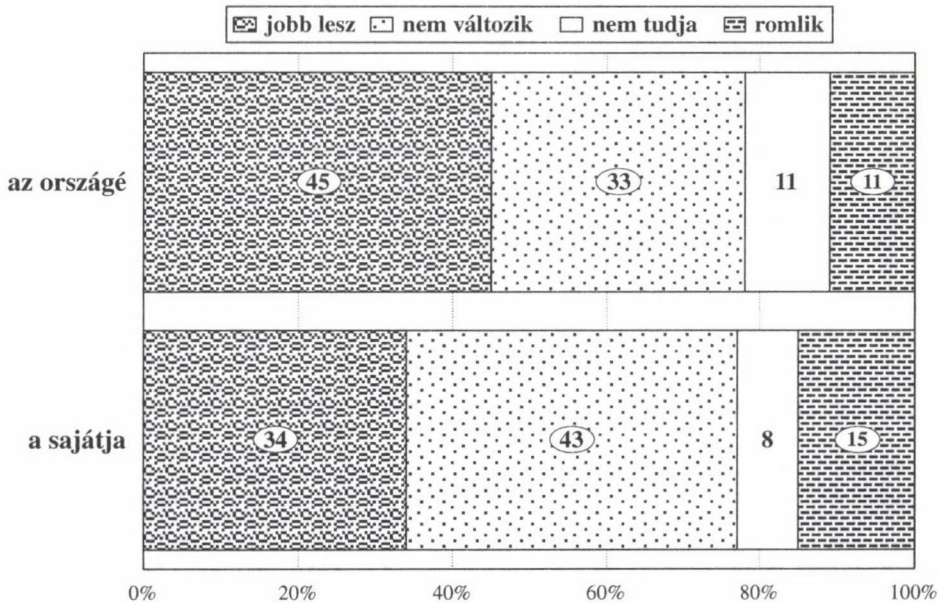 jobb lesz nem változik nem tudja romlik
az országé 45 33 11 11
a sajátja 34 43 8 15
0% 20% 40% 60% 80% 100%